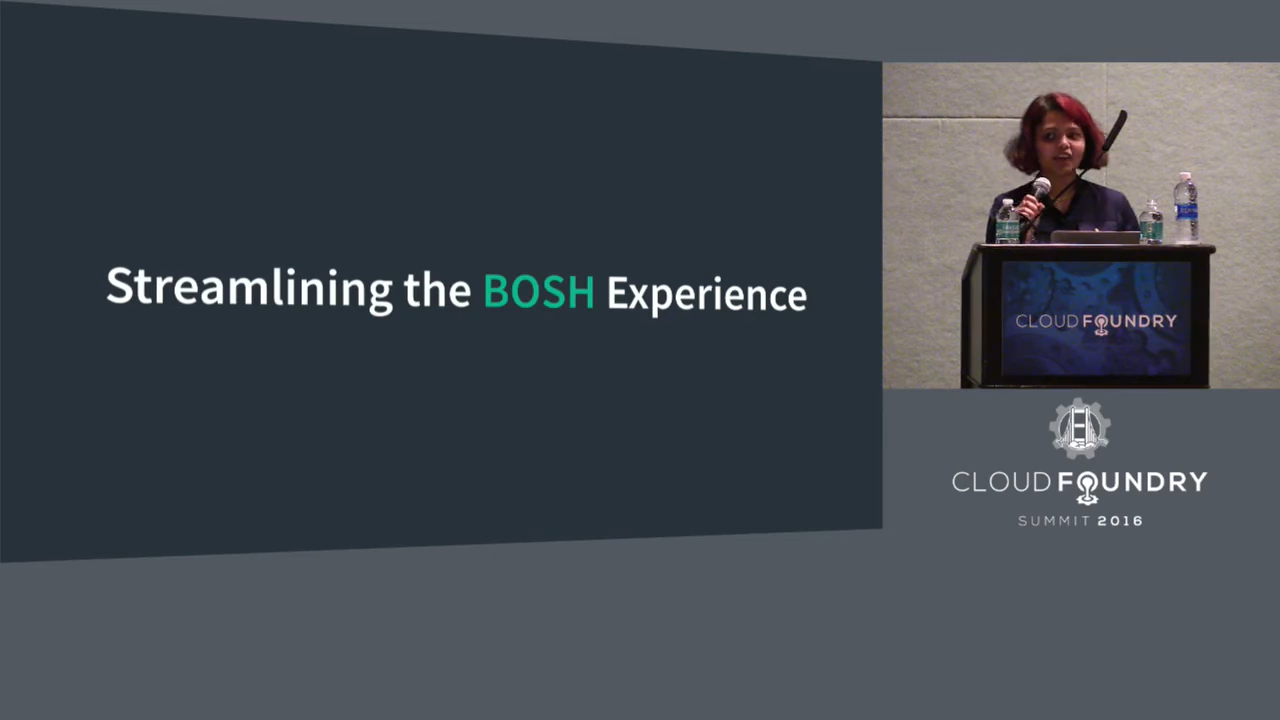 Streamlining the BOSH Experience
CLOUD FOUNDRY
CLOUD FOUNDRY
SUMMIT 2016